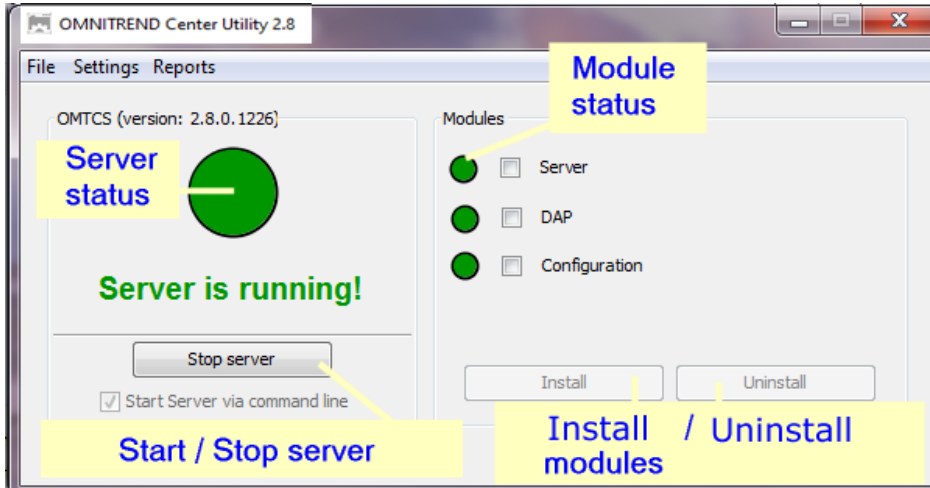 OMNITREND Center Utility 2.8
File Settings Reports
Module
status
OMTCS (version: 2.8.0.1226)
Modules
Server
status
Server
DAP
Configuration
Server is running!
Stop server
Start Server via command line
Install
Uninstall
Start / Stop server
Install / Uninstall
modules